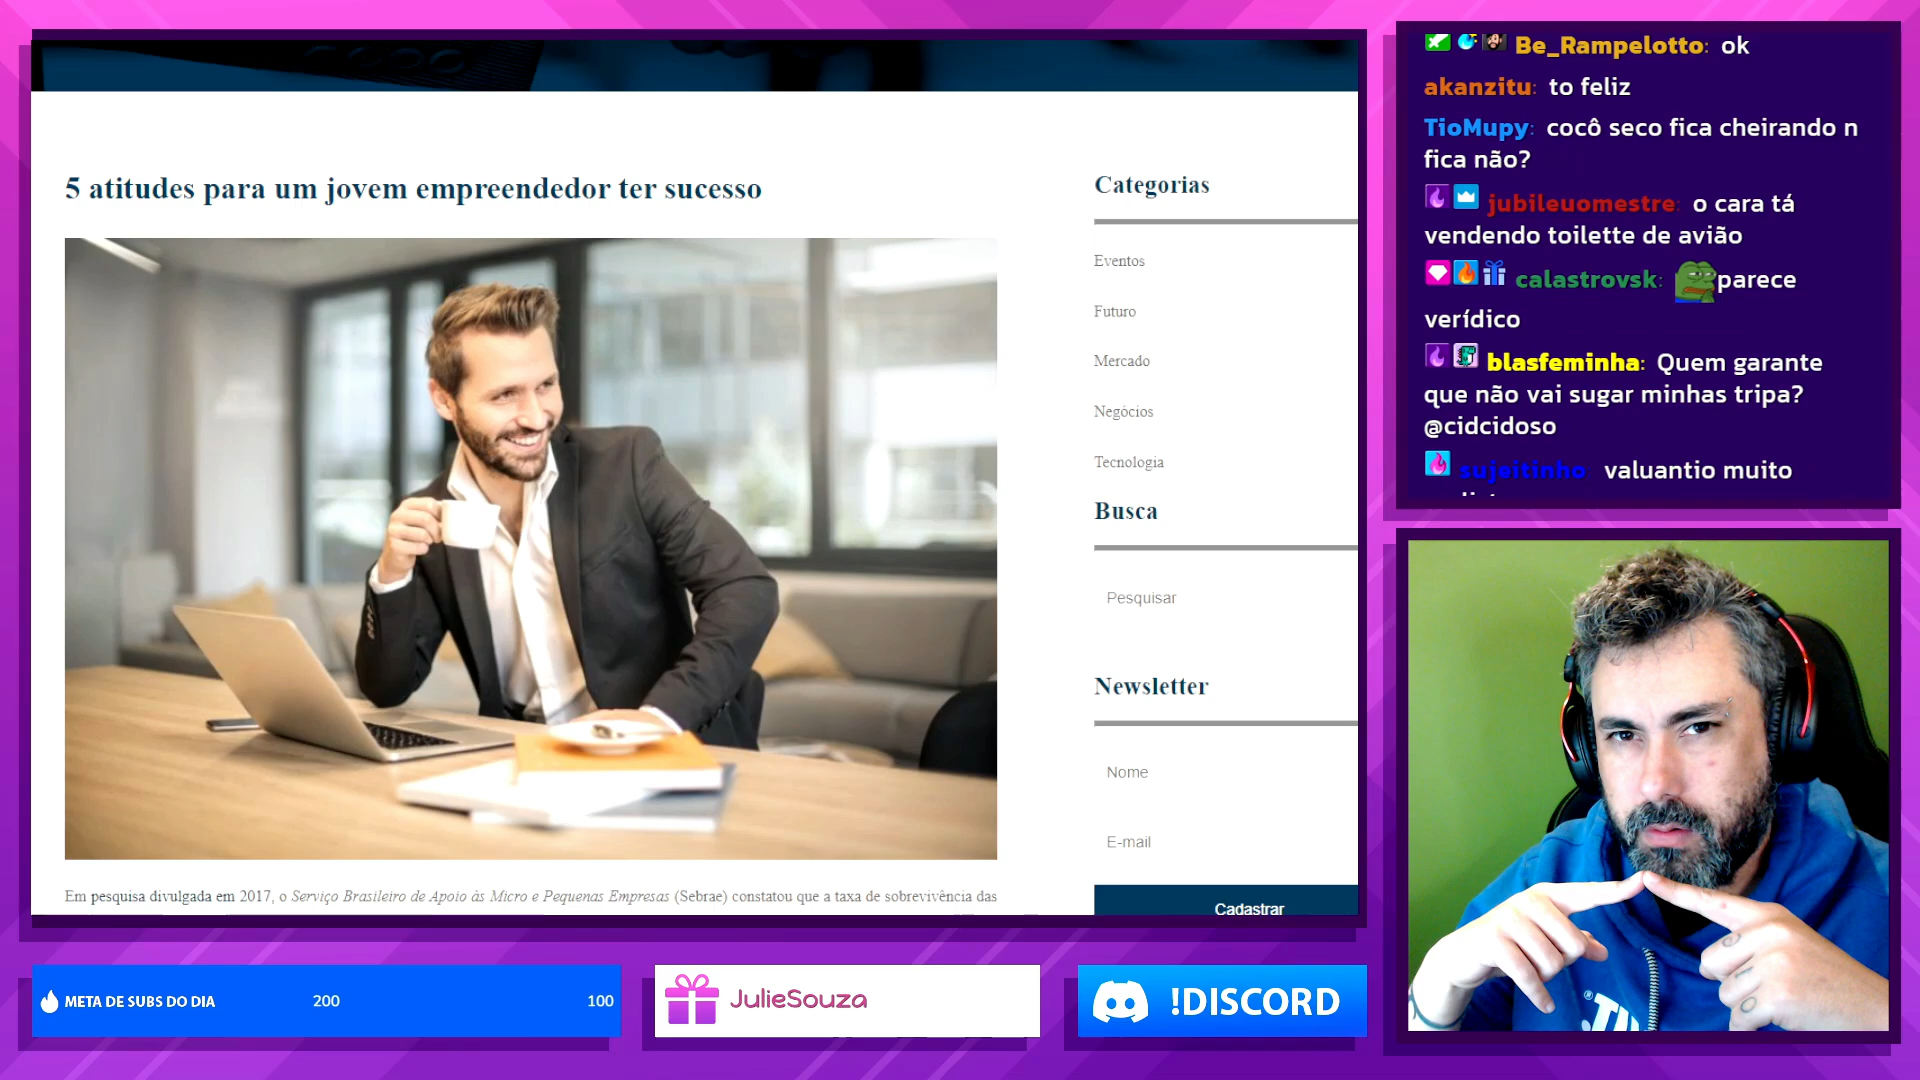 5 atitudes para um jovem empreendedor ter sucesso
Em pesquisa divulgada em 2017, o Serviço Brasileiro de Apoio às Micro e Pequenas Empresas (Sebrae) constatou que a taxa de sobrevivência das
Categorias
Eventos
Futuro
Mercado
Negócios
Tecnologia
Busca
Pesquisar
Newsletter
Nome
E-mail
Cadastrar
Be_Rampelotto: ok
akanzitu: to feliz
TioMupy: cocô seco fica cheirando n
fica não?
jubileuomestre: o cara tá
vendendo toilette de avião
calastrovsk: parece
verídico
blasfeminha: Quem garante
que não vai sugar minhas tripa?
@cidcidoso
sujeitinho: valuantio muito
META DE SUBS DO DIA 200 100
JulieSouza
!DISCORD